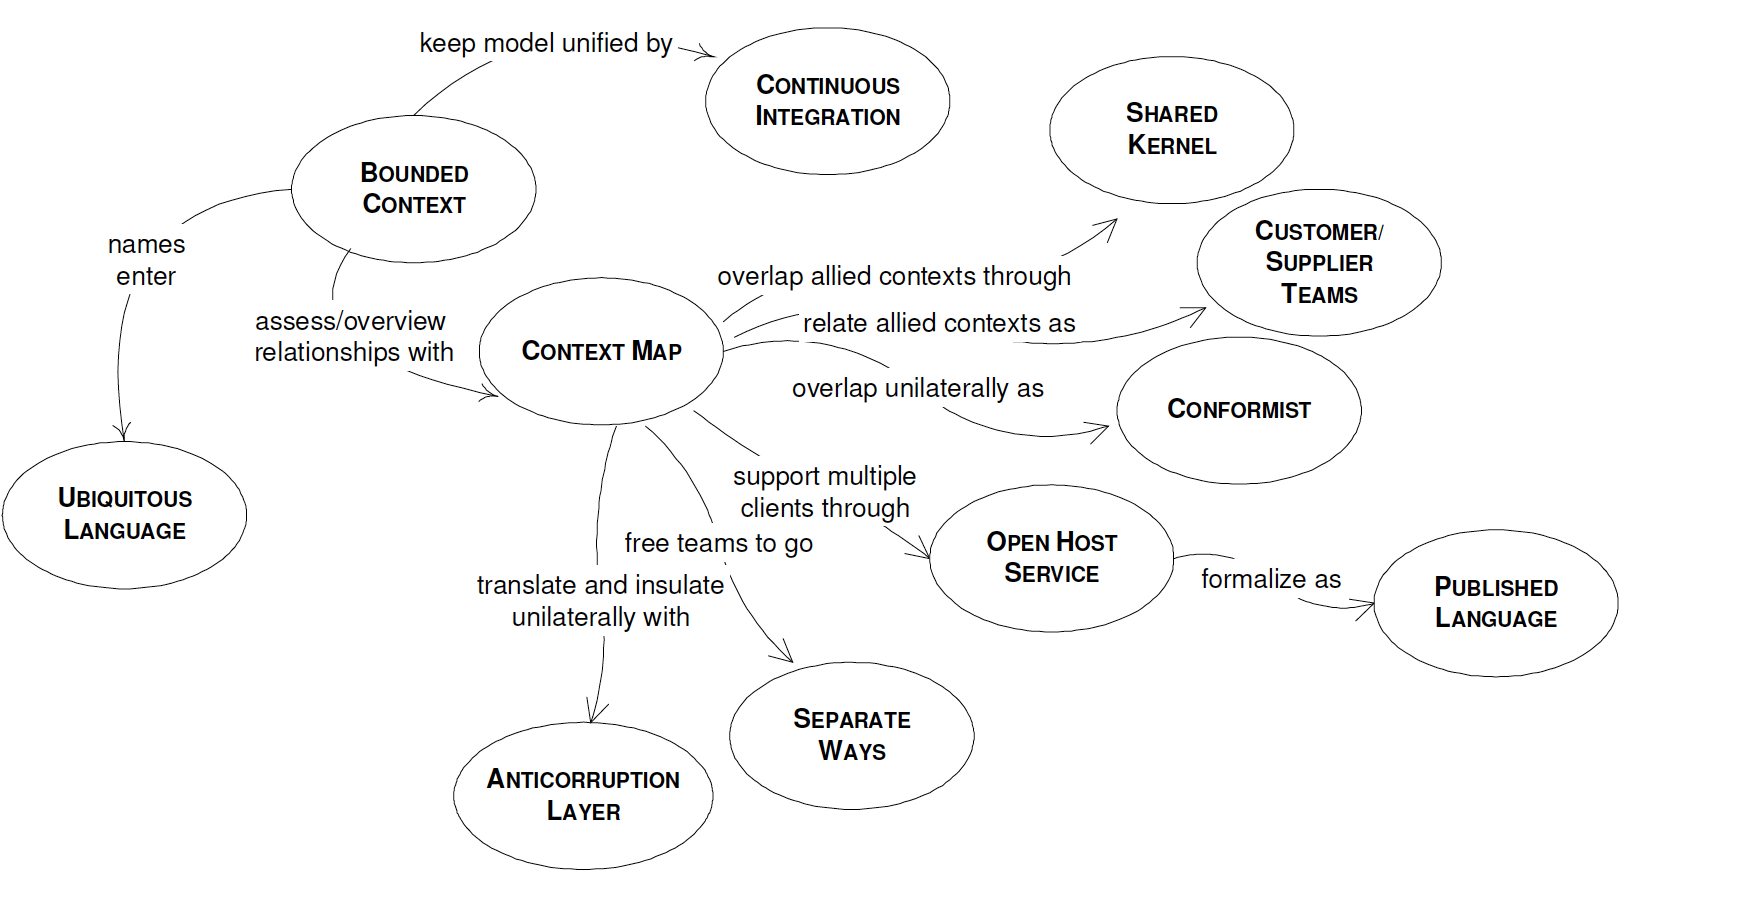 keep model unified by
CONTINUOUS
INTEGRATION
SHARED
KERNEL
BOUNDED
CONTEXT
names
enter
CUSTOMER/
SUPPLIER
TEAMS
overlap allied contexts through
assess/overview
relationships with
relate allied contexts as
CONTEXT MAP
overlap unilaterally as
CONFORMIST
support multiple
clients through
UBIQUITOUS
LANGUAGE
free teams to go
OPEN HOST
SERVICE
translate and insulate
unilaterally with
formalize as
PUBLISHED
LANGUAGE
SEPARATE
WAYS
ANTICORRUPTION
LAYER